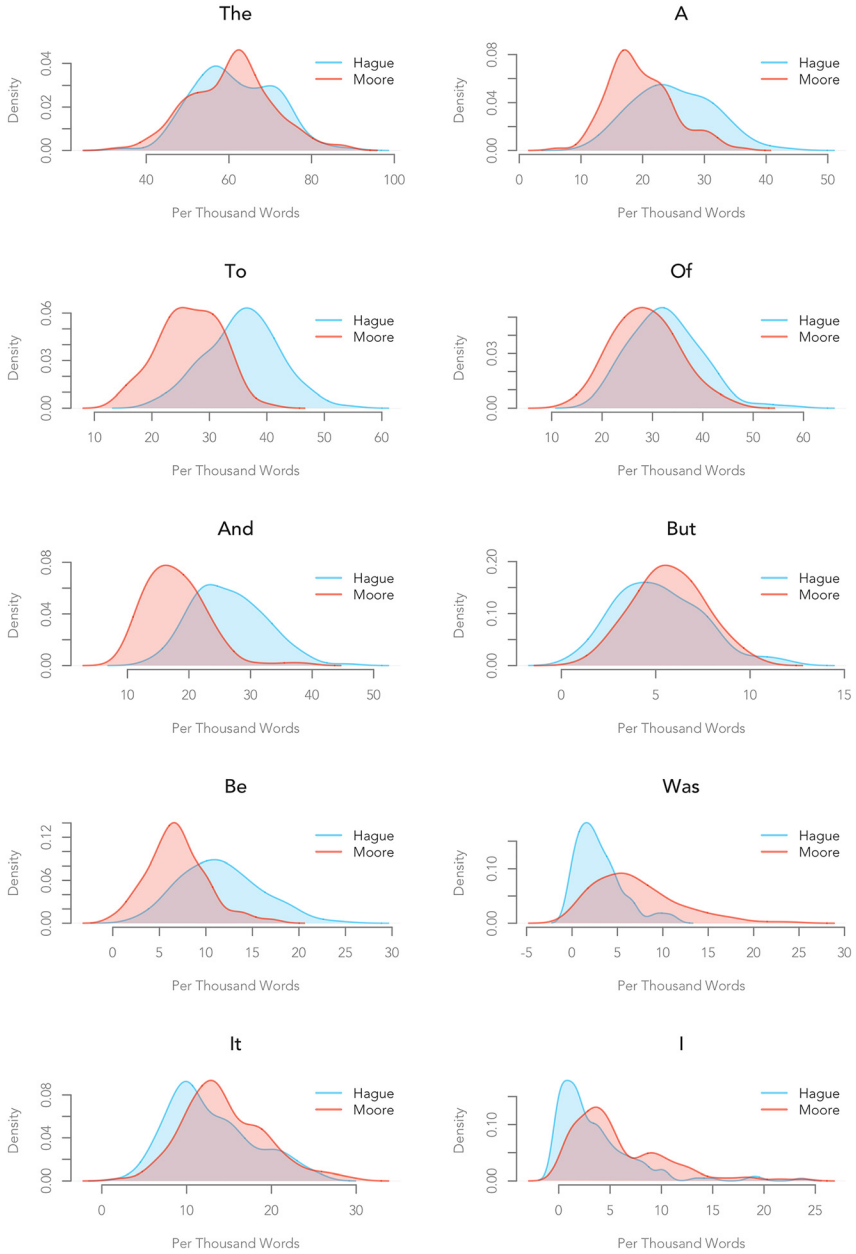 The
Density
0.00 0.02 0.04
Hague
Moore
40 60 80 100
Per Thousand Words
A
Density
0.00 0.04 0.08
Hague
Moore
0 10 20 30 40 50
Per Thousand Words
To
Density
0.00 0.03 0.06
Hague
Moore
10 20 30 40 50 60
Per Thousand Words
Of
Density
0.00 0.03
Hague
Moore
10 20 30 40 50 60
Per Thousand Words
And
Density
0.00 0.04 0.08
Hague
Moore
10 20 30 40 50
Per Thousand Words
But
Density
0.00 0.10 0.20
Hague
Moore
0 5 10 15
Per Thousand Words
Be
Density
0.00 0.06 0.12
Hague
Moore
0 5 10 15 20 25 30
Per Thousand Words
Was
Density
0.00 0.10
Hague
Moore
-5 0 5 10 15 20 25 30
Per Thousand Words
It
Density
0.00 0.04 0.08
Hague
Moore
0 10 20 30
Per Thousand Words
I
Density
0.00 0.10
Hague
Moore
0 5 10 15 20 25
Per Thousand Words